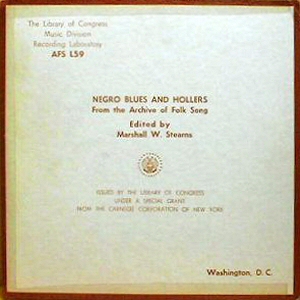 The Library of Congress
Music Division
Recording Laboratory
AFS L59
NEGRO BLUES AND HOLLERS
From the Archive of Folk Song
Edited by
Marshall W. Stearns
ISSUED BY THE LIBRARY OF CONGRESS
UNDER A SPECIAL GRANT
FROM THE CARNEGIE CORPORATION OF NEW YORK
Washington, D. C.